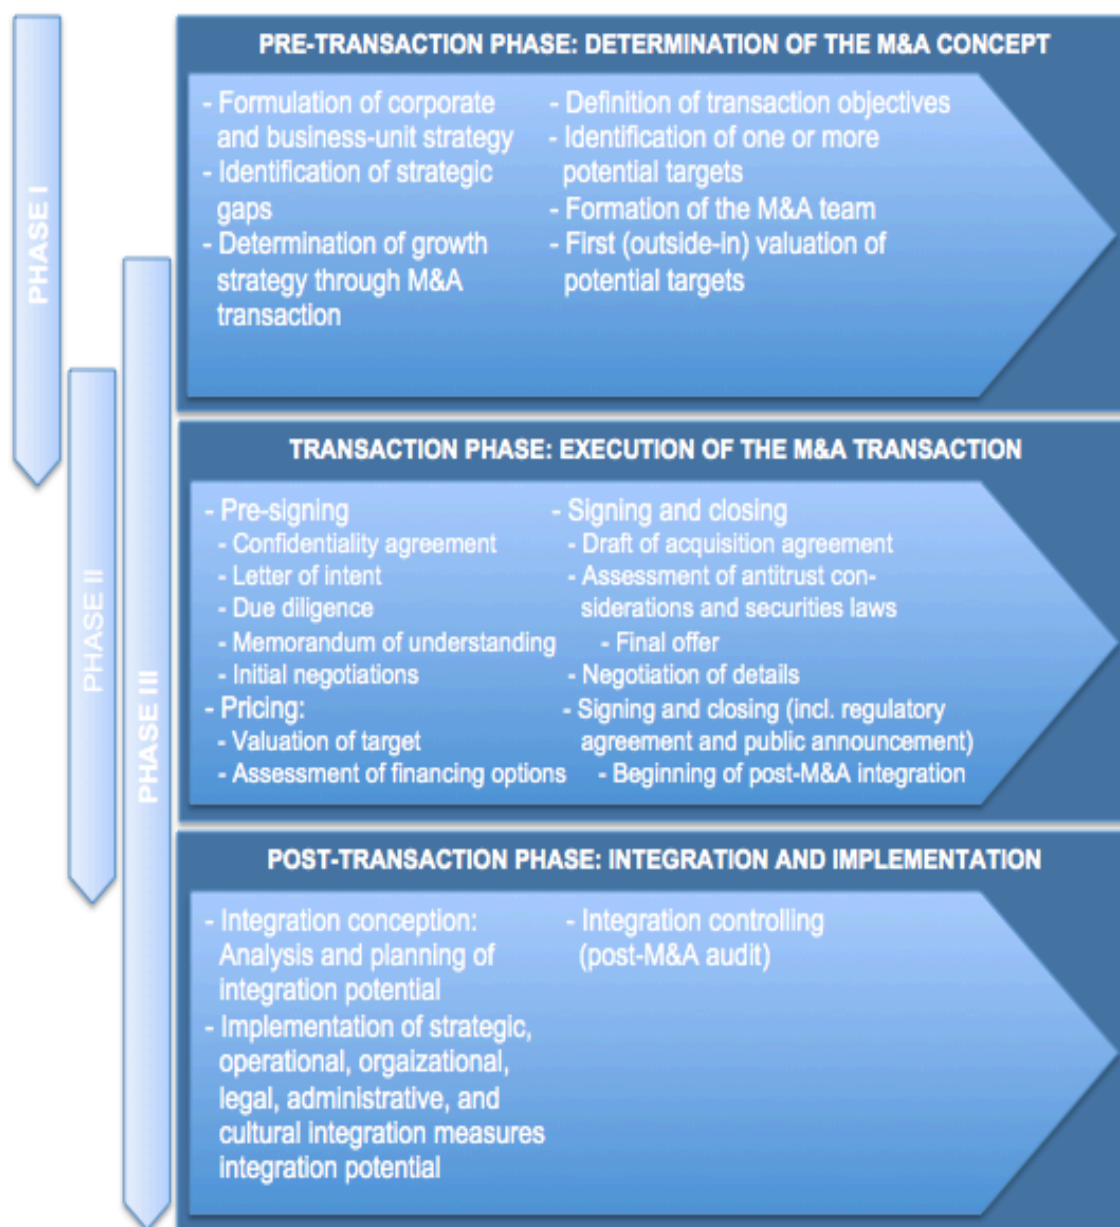 PHASE I
PHASE II
PHASE III
PRE-TRANSACTION PHASE: DETERMINATION OF THE M&A CONCEPT
- Formulation of corporate
and business-unit strategy
- Identification of strategic
gaps
- Determination of growth
strategy through M&A
transaction
- Definition of transaction objectives
- Identification of one or more
potential targets
- Formation of the M&A team
- First (outside-in) valuation of
potential targets
TRANSACTION PHASE: EXECUTION OF THE M&A TRANSACTION
- Pre-signing
- Confidentiality agreement
- Letter of intent
- Due diligence
- Memorandum of understanding
- Initial negotiations
- Pricing:
- Valuation of target
- Assessment of financing options
- Signing and closing
- Draft of acquisition agreement
- Assessment of antitrust con-
siderations and securities laws
- Final offer
- Negotiation of details
- Signing and closing (incl. regulatory
agreement and public announcement)
- Beginning of post-M&A integration
POST-TRANSACTION PHASE: INTEGRATION AND IMPLEMENTATION
- Integration conception:
Analysis and planning of
integration potential
- Implementation of strategic,
operational, orgaizational,
legal, administrative, and
cultural integration measures
integration potential
- Integration controlling
(post-M&A audit)